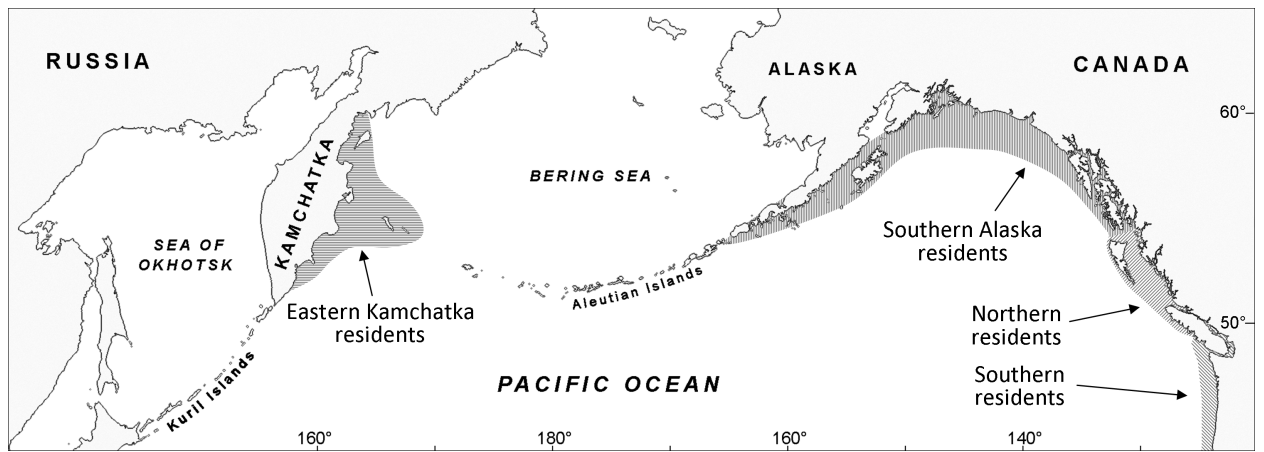 RUSSIA
ALASKA
CANADA
60°
KAMCHATKA
BERING SEA
SEA OF
OKHOTSK
Southern Alaska
residents
Aleutian Islands
Eastern Kamchatka
residents
Northern
residents
50°
Kuril Islands
PACIFIC OCEAN
Southern
residents
160°
180°
160°
140°